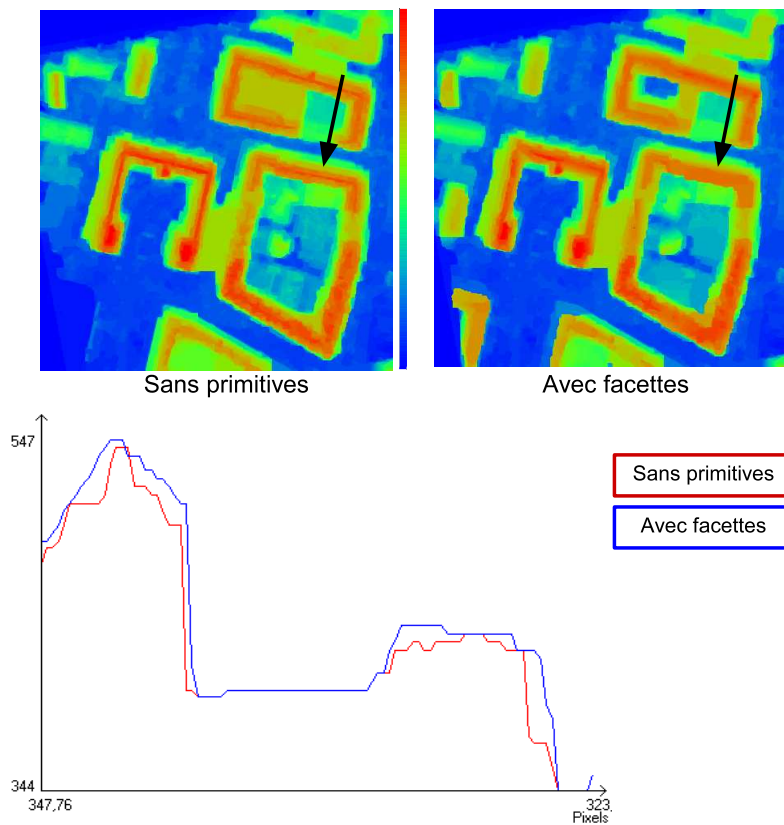 Sans primitives
Avec facettes
547
Sans primitives
Avec facettes
344
347,76
323.
Pixels